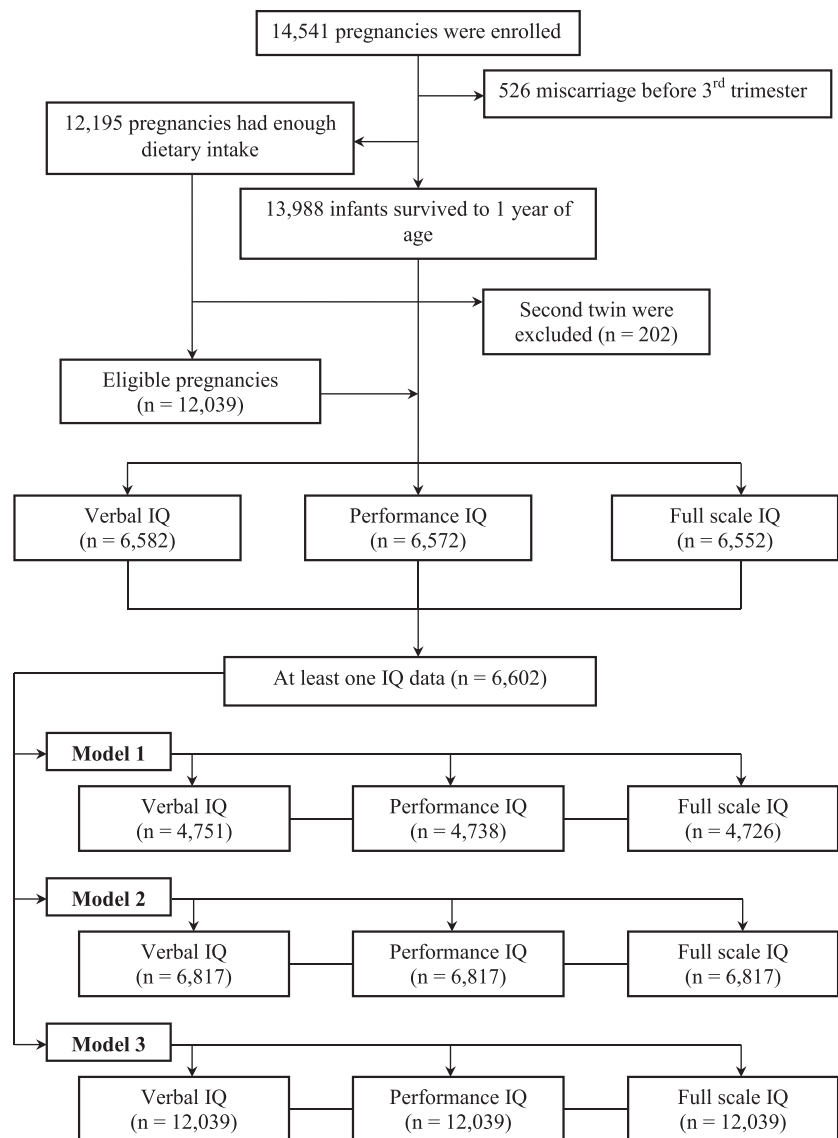 14,541 pregnancies were enrolled
526 miscarriage before 3rd trimester
12,195 pregnancies had enough
dietary intake
13,988 infants survived to 1 year of
age
Second twin were
excluded (n = 202)
Eligible pregnancies
(n = 12,039)
Verbal IQ
(n = 6,582)
Performance IQ
(n = 6,572)
Full scale IQ
(n = 6,552)
At least one IQ data (n = 6,602)
Model 1
Verbal IQ
(n = 4,751)
Performance IQ
(n = 4,738)
Full scale IQ
(n = 4,726)
Model 2
Verbal IQ
(n = 6,817)
Performance IQ
(n = 6,817)
Full scale IQ
(n = 6,817)
Model 3
Verbal IQ
(n = 12,039)
Performance IQ
(n = 12,039)
Full scale IQ
(n = 12,039)